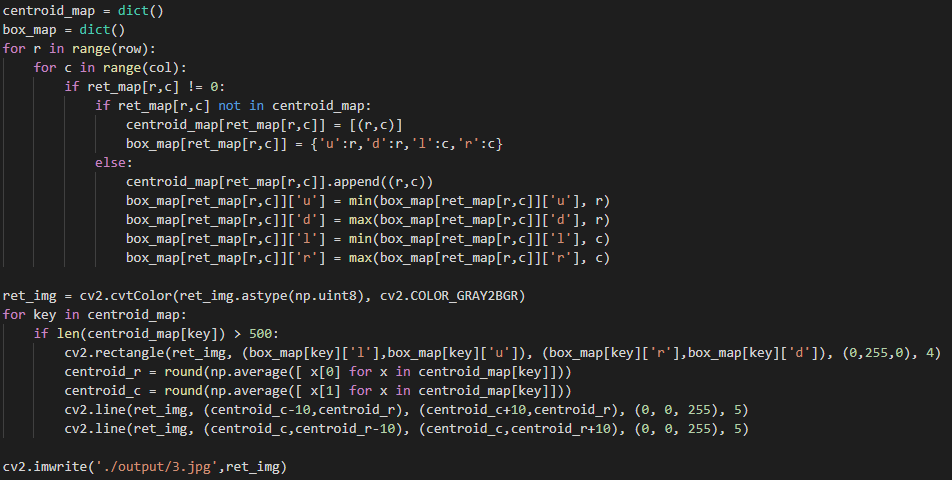 centroid_map = dict()
box_map = dict()
for r in range(row):
    for c in range(col):
        if ret_map[r,c] != 0:
            if ret_map[r,c] not in centroid_map:
                centroid_map[ret_map[r,c]] = [(r,c)]
                box_map[ret_map[r,c]] = {'u':r,'d':r,'l':c,'r':c}
            else:
                centroid_map[ret_map[r,c]].append((r,c))
                box_map[ret_map[r,c]]['u'] = min(box_map[ret_map[r,c]]['u'], r)
                box_map[ret_map[r,c]]['d'] = max(box_map[ret_map[r,c]]['d'], r)
                box_map[ret_map[r,c]]['l'] = min(box_map[ret_map[r,c]]['l'], c)
                box_map[ret_map[r,c]]['r'] = max(box_map[ret_map[r,c]]['r'], c)

ret_img = cv2.cvtColor(ret_img.astype(np.uint8), cv2.COLOR_GRAY2BGR)
for key in centroid_map:
    if len(centroid_map[key]) > 500:
        cv2.rectangle(ret_img, (box_map[key]['l'],box_map[key]['u']), (box_map[key]['r'],box_map[key]['d']), (0,255,0), 4)
        centroid_r = round(np.average([ x[0] for x in centroid_map[key]]))
        centroid_c = round(np.average([ x[1] for x in centroid_map[key]]))
        cv2.line(ret_img, (centroid_c-10,centroid_r), (centroid_c+10,centroid_r), (0, 0, 255), 5)
        cv2.line(ret_img, (centroid_c,centroid_r-10), (centroid_c,centroid_r+10), (0, 0, 255), 5)

cv2.imwrite('./output/3.jpg',ret_img)